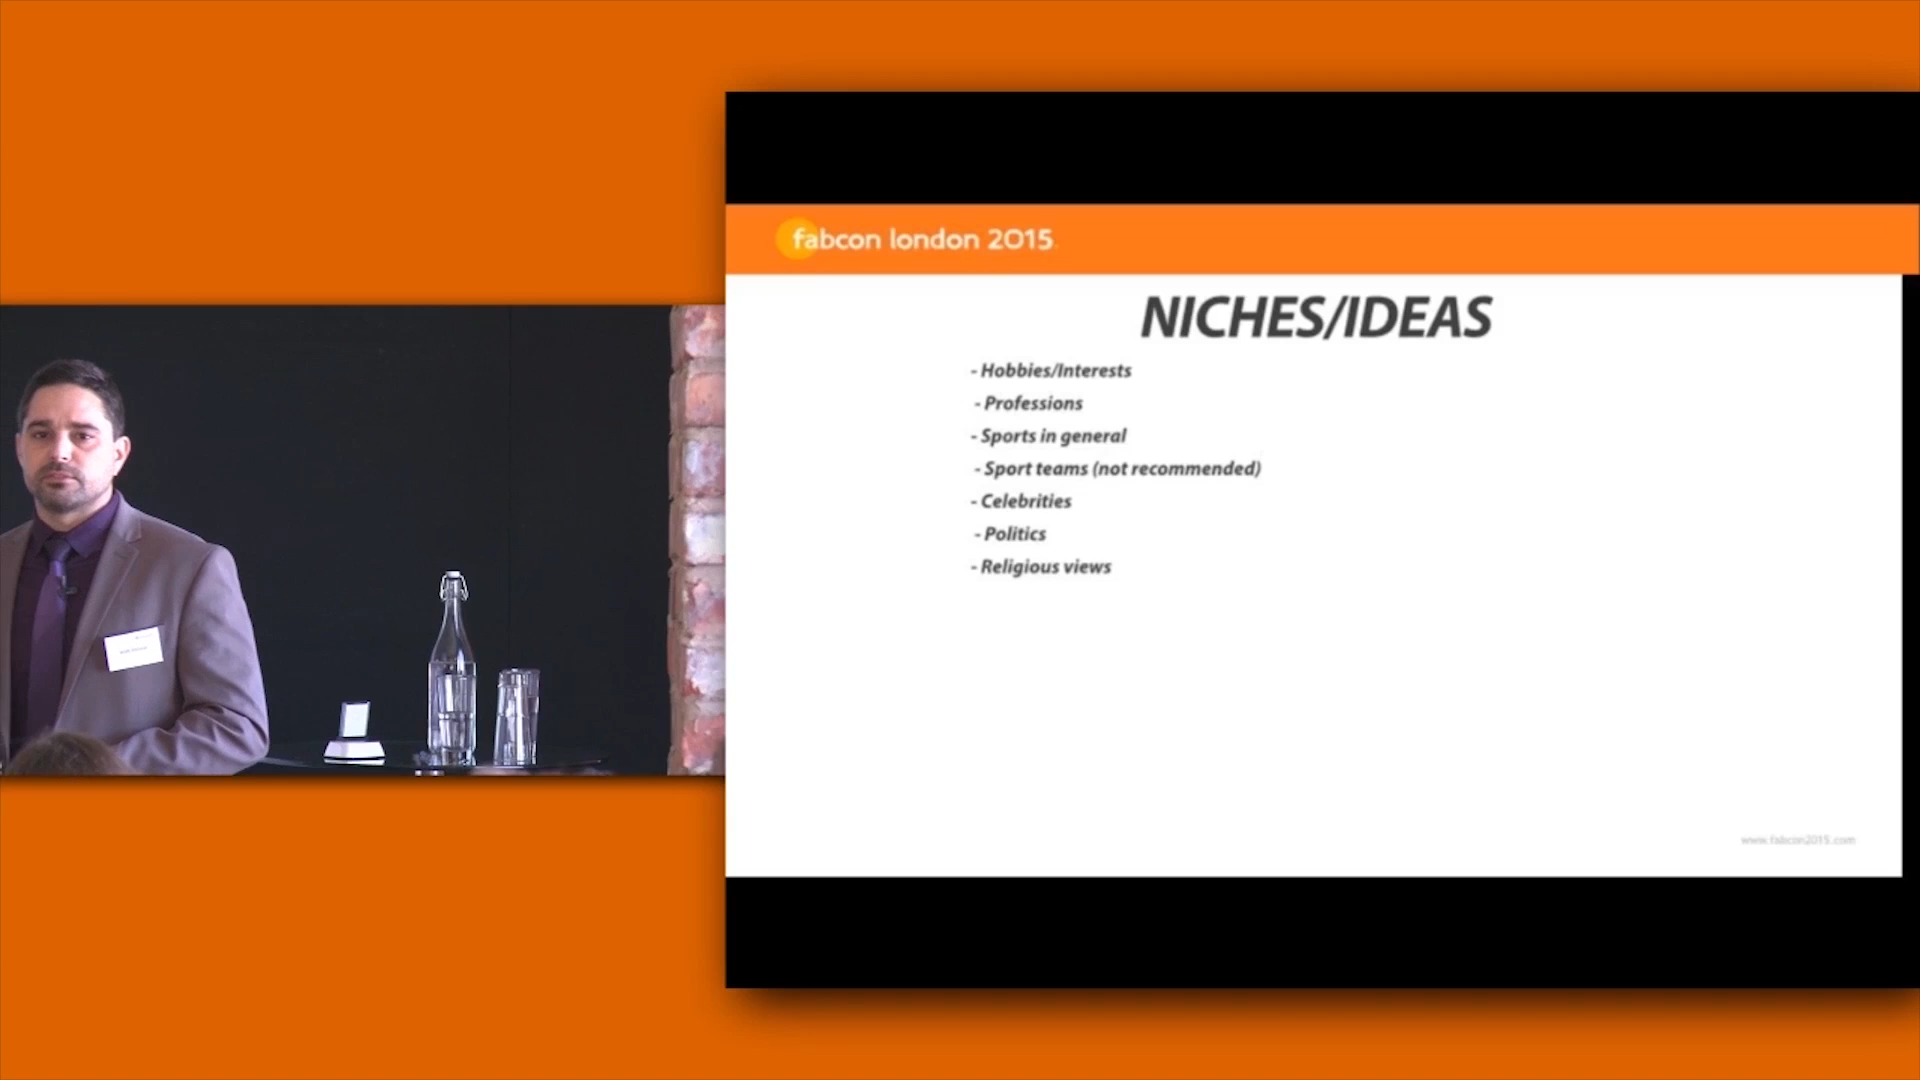 fabcon london 2015
NICHES/IDEAS
- Hobbies/Interests
- Professions
- Sports in general
- Sport teams (not recommended)
- Celebrities
- Politics
- Religious views
www.fabcon2015.com